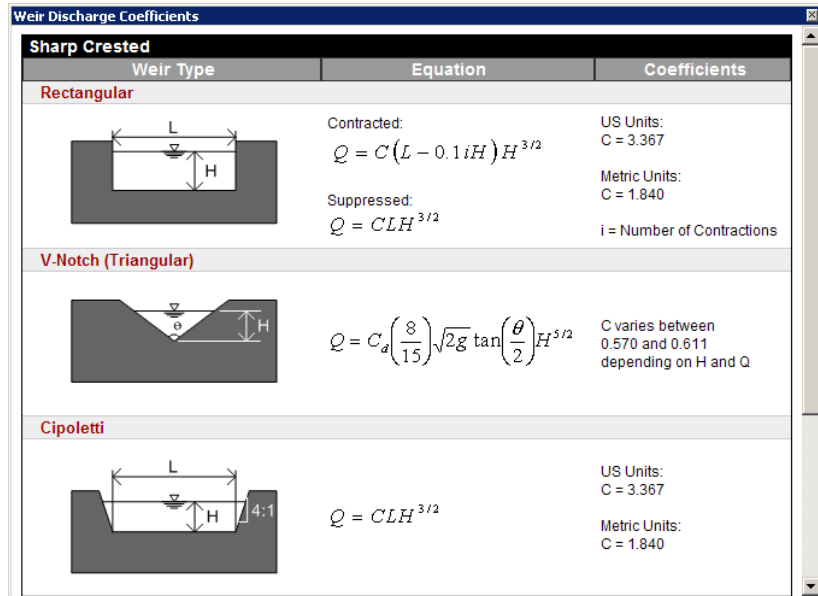 Weir Discharge Coefficients
Sharp Crested
Weir Type Equation Coefficients
Rectangular
L
H
Contracted:
Q = C(L − 0.1iH)H^{3/2}
Suppressed:
Q = CLH^{3/2}
US Units:
C = 3.367
Metric Units:
C = 1.840
i = Number of Contractions
V-Notch (Triangular)
θ
H
Q = C_d(8/15)√2g tan(θ/2)H^{5/2}
C varies between
0.570 and 0.611
depending on H and Q
Cipoletti
L
H
4:1
Q = CLH^{3/2}
US Units:
C = 3.367
Metric Units:
C = 1.840